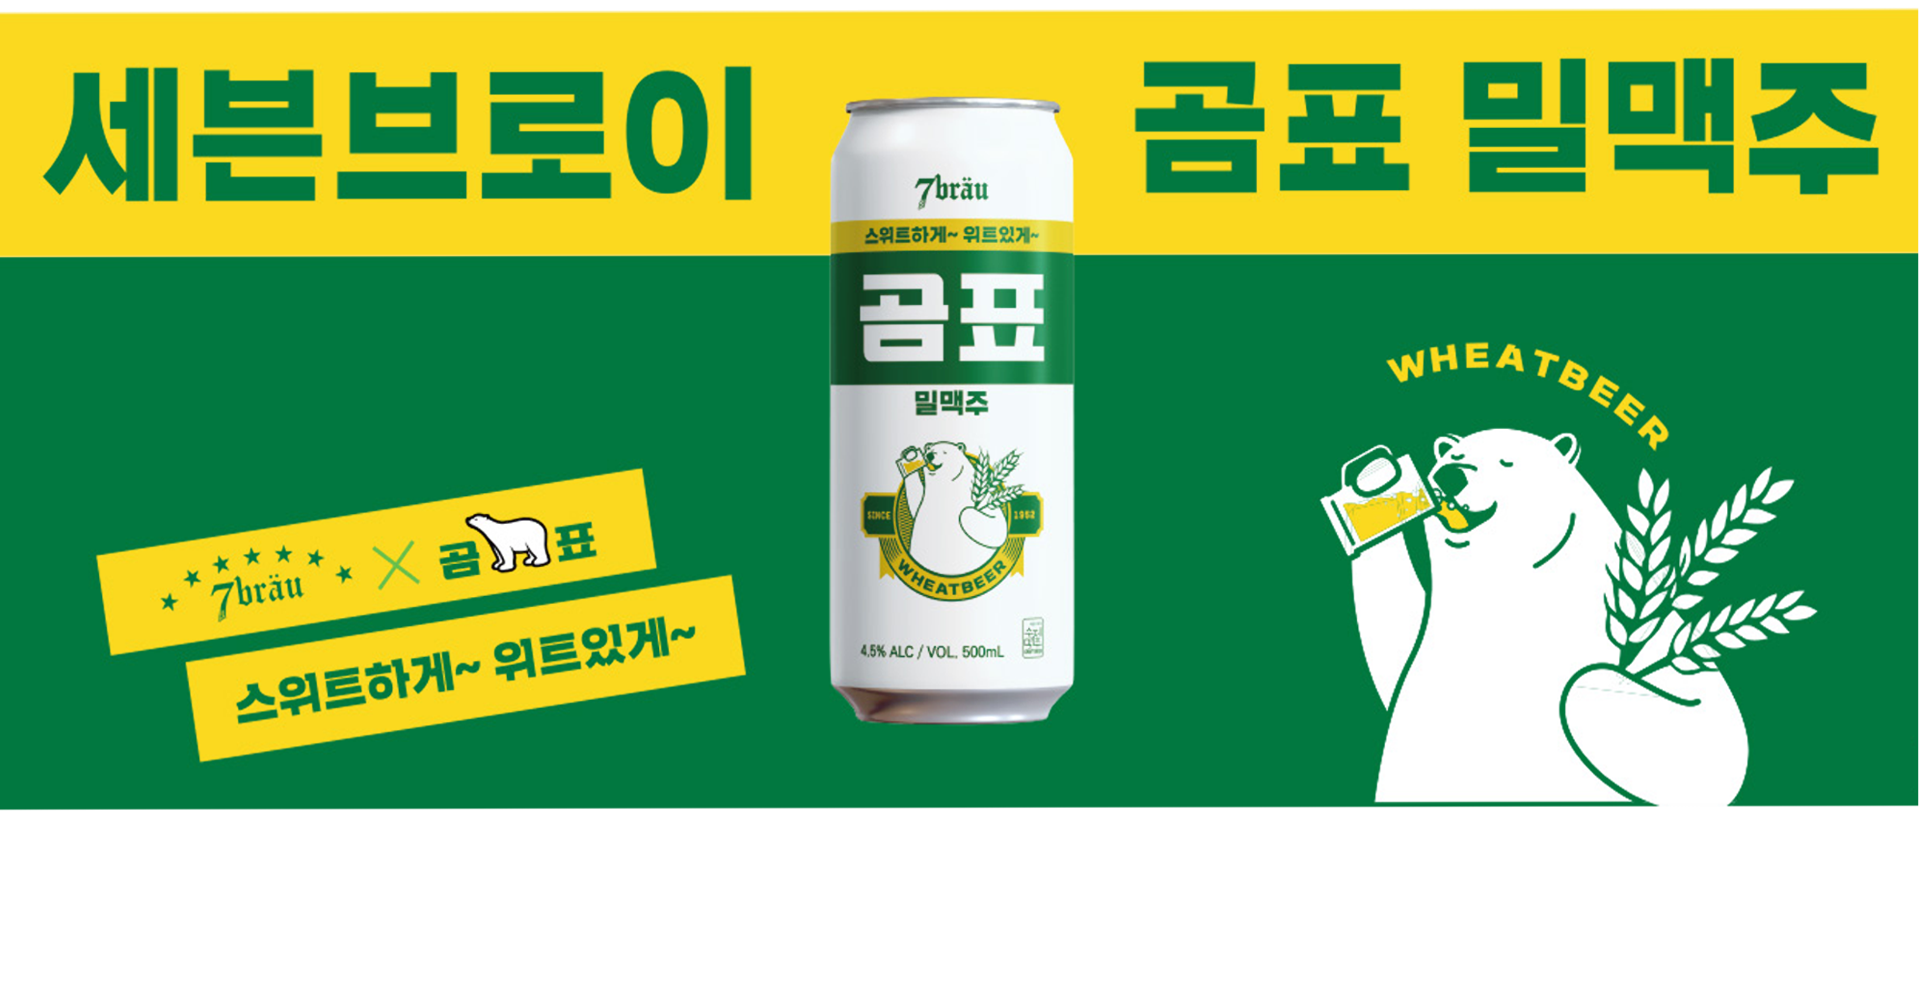 세븐브로이
곰표 밀맥주
7bräu
스위트하게~ 위트있게~
곰표
밀맥주
SINCE 1952
WHEATBEER
4.5% ALC / VOL. 500mL
7bräu × 곰표
스위트하게~ 위트있게~
WHEATBEER